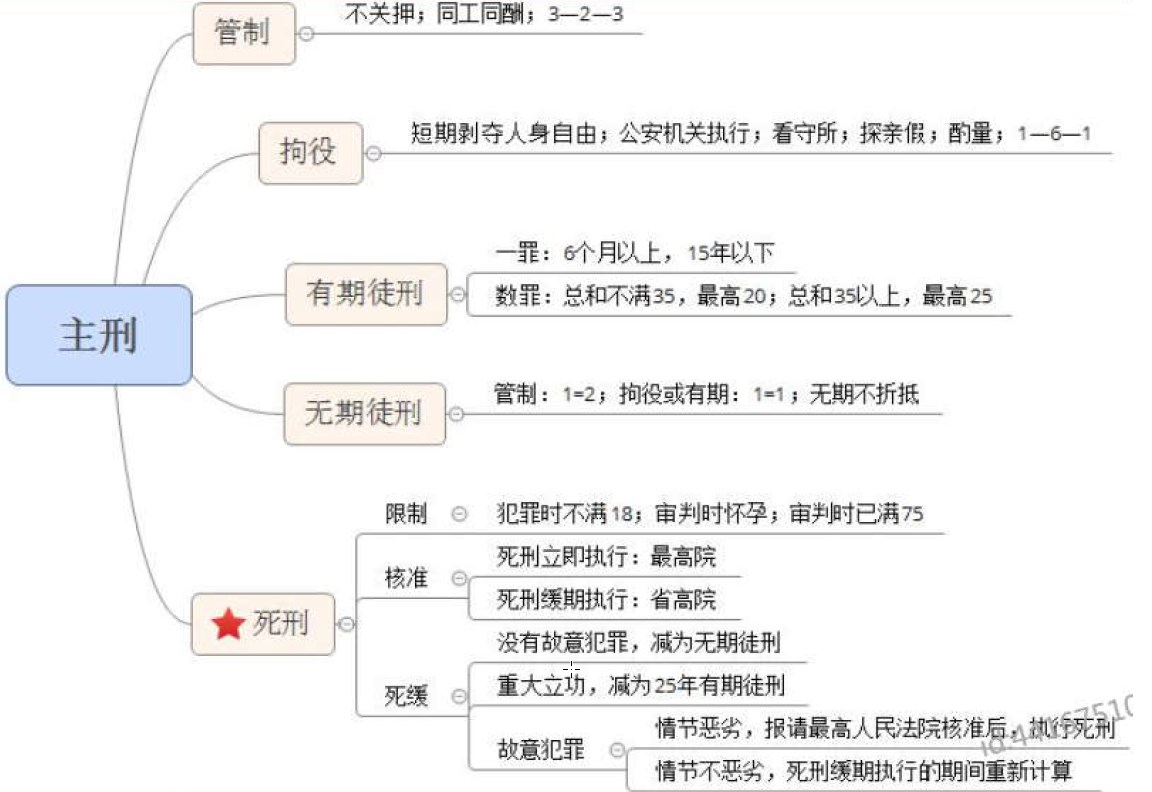 管制
不关押；同工同酬；3—2—3
拘役
短期剥夺人身自由；公安机关执行；看守所；探亲假；酌量；1—6—1
主刑
有期徒刑
一罪：6个月以上，15年以下
数罪：总和不满35，最高20；总和35以上，最高25
无期徒刑
管制：1=2；拘役或有期：1=1；无期不折抵
死刑
限制
犯罪时不满18；审判时怀孕；审判时已满75
核准
死刑立即执行：最高院
死刑缓期执行：省高院
死缓
没有故意犯罪，减为无期徒刑
重大立功，减为25年有期徒刑
故意犯罪
情节恶劣，报请最高人民法院核准后，执行死刑
情节不恶劣，死刑缓期执行的期间重新计算